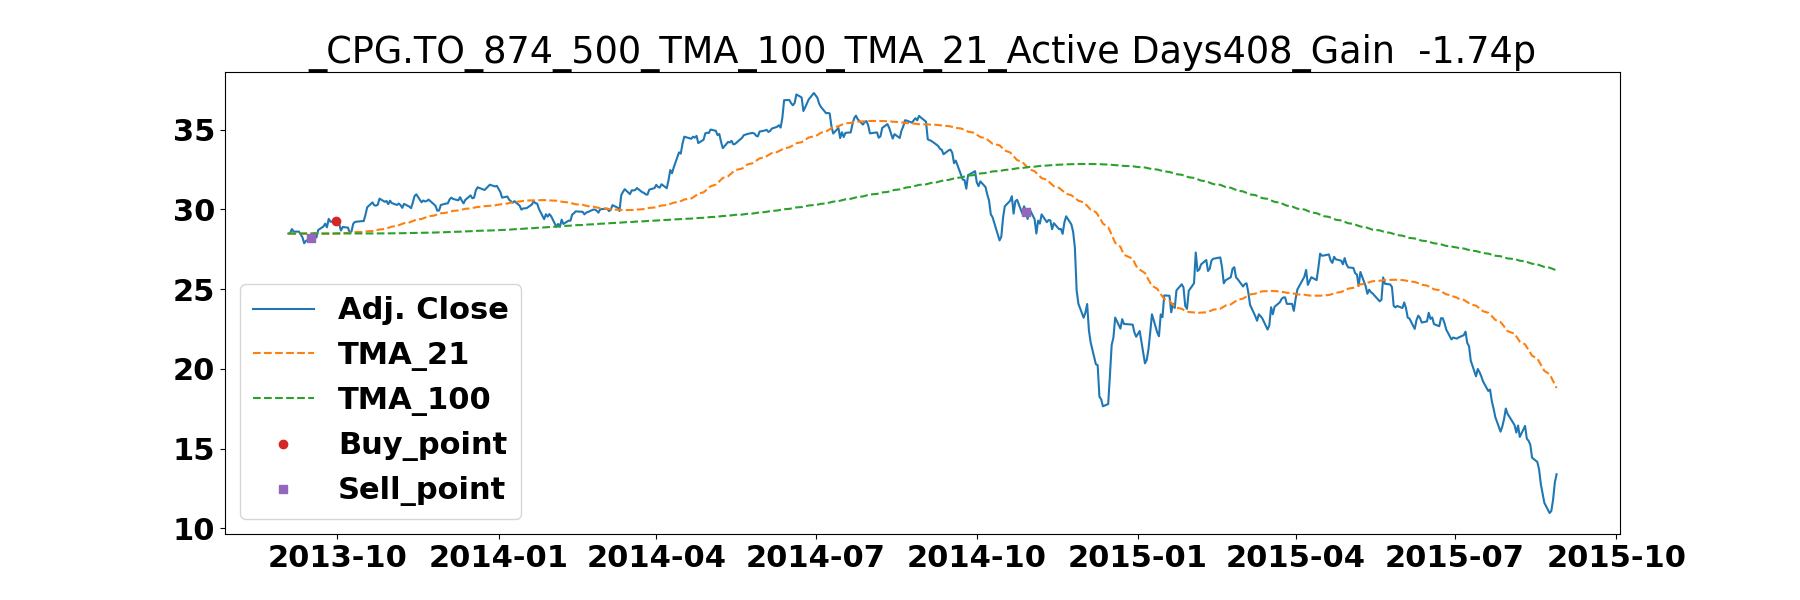 _CPG.TO_874_500_TMA_100_TMA_21_Active Days408_Gain  -1.74p
35
30
25
20
15
10
Adj. Close
TMA_21
TMA_100
Buy_point
Sell_point
2013-10 2014-01 2014-04 2014-07 2014-10 2015-01 2015-04 2015-07 2015-10